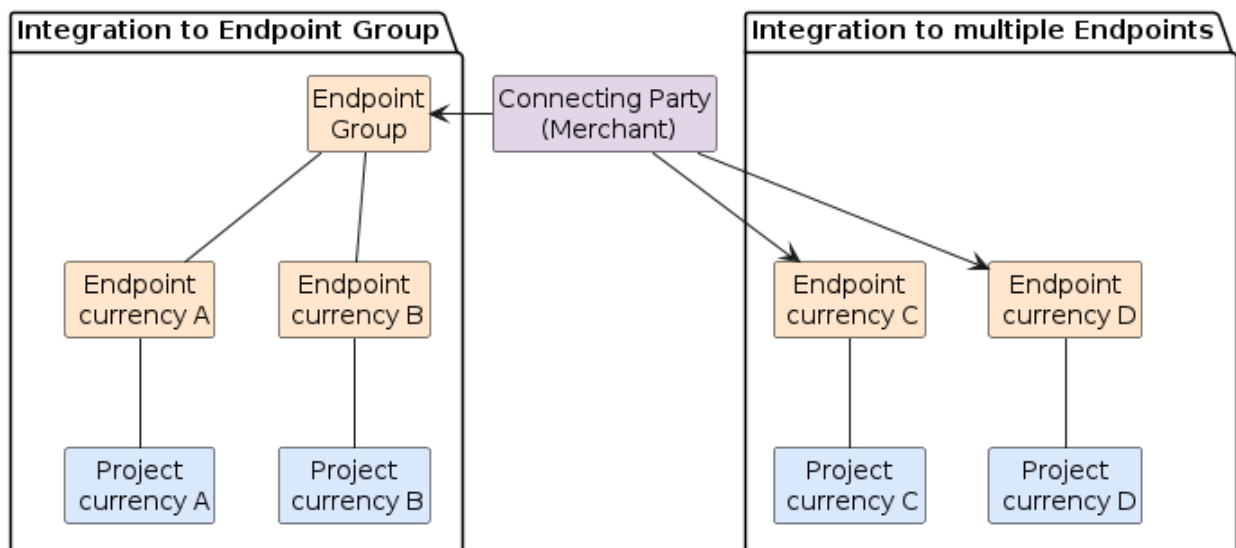 Integration to Endpoint Group
Integration to multiple Endpoints
Endpoint
Group
Connecting Party
(Merchant)
Endpoint
currency A
Endpoint
currency B
Endpoint
currency C
Endpoint
currency D
Project
currency A
Project
currency B
Project
currency C
Project
currency D